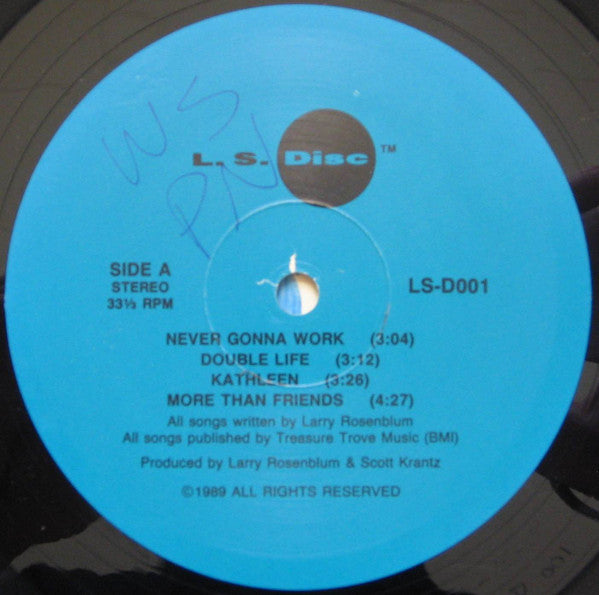 WS
PN
L. S. Disc ™
SIDE A
STEREO
33⅓ RPM
LS-D001
NEVER GONNA WORK (3:04)
DOUBLE LIFE (3:12)
KATHLEEN (3:26)
MORE THAN FRIENDS (4:27)
All songs written by Larry Rosenblum
All songs published by Treasure Trove Music (BMI)
Produced by Larry Rosenblum & Scott Krantz
©1989 ALL RIGHTS RESERVED